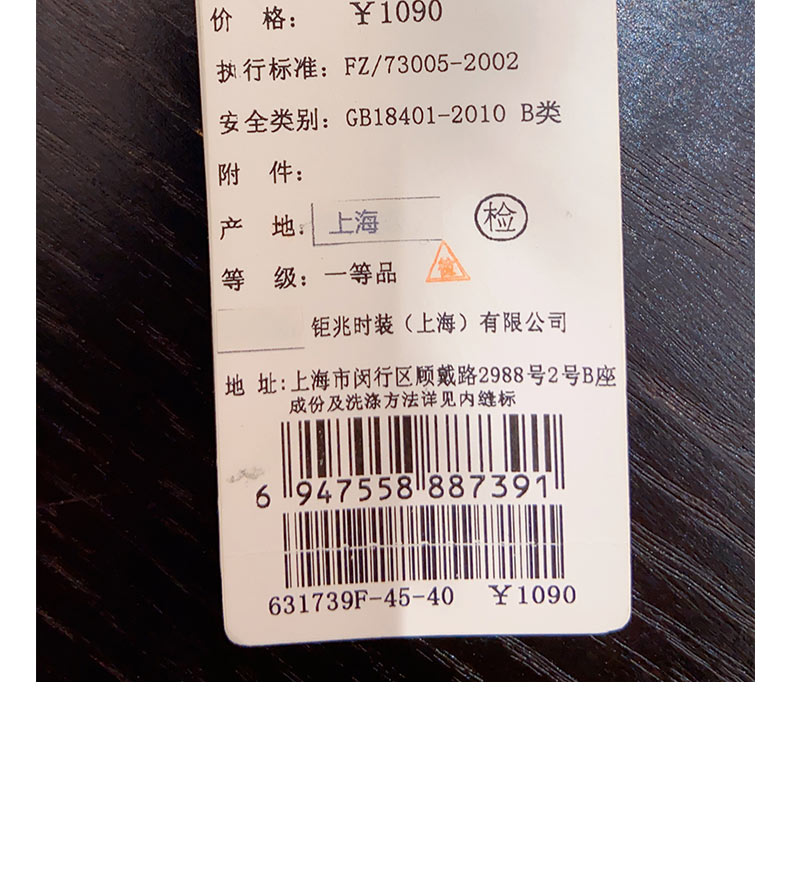 价 格： ￥1090
执行标准：FZ/73005-2002
安全类别：GB18401-2010 B类
附 件：
产 地：上海 检
等 级：一等品
钜兆时装（上海）有限公司
地 址:上海市闵行区顾戴路2988号2号B座
成份及洗涤方法详见内缝标
6 947558 887391
631739F-45-40 ￥1090